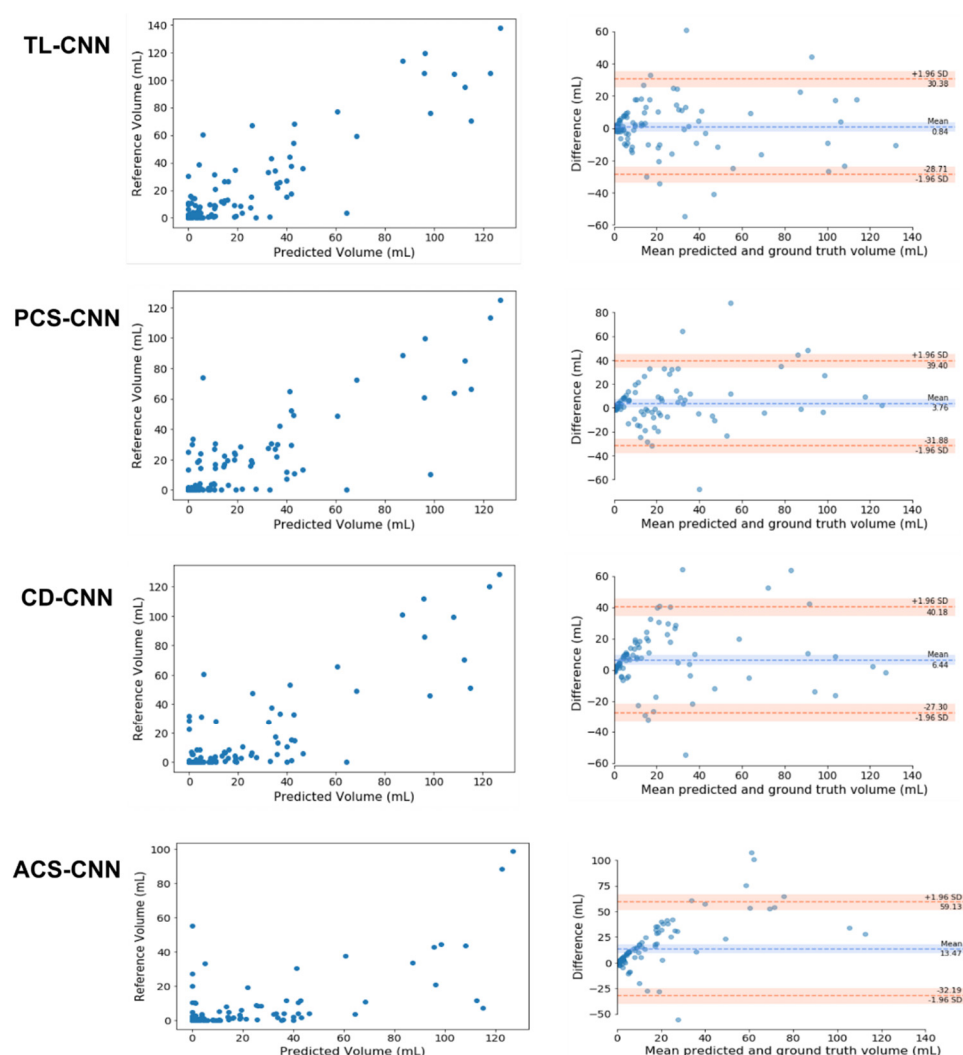 TL-CNN
140
120
100
80
60
40
20
0
Reference Volume (mL)
0 20 40 60 80 100 120
Predicted Volume (mL)
60
40
20
0
−20
−40
−60
Difference (mL)
+1.96 SD
30.38
Mean
0.84
-28.71
-1.96 SD
0 20 40 60 80 100 120 140
Mean predicted and ground truth volume (mL)
PCS-CNN
120
100
80
60
40
20
0
Reference Volume (mL)
0 20 40 60 80 100 120
Predicted Volume (mL)
80
60
40
20
0
−20
−40
−60
Difference (mL)
+1.96 SD
39.40
Mean
3.76
-31.88
-1.96 SD
0 20 40 60 80 100 120 140
Mean predicted and ground truth volume (mL)
CD-CNN
120
100
80
60
40
20
0
Reference Volume (mL)
0 20 40 60 80 100 120
Predicted Volume (mL)
60
40
20
0
−20
−40
−60
Difference (mL)
+1.96 SD
40.18
Mean
6.44
-27.30
-1.96 SD
0 20 40 60 80 100 120 140
Mean predicted and ground truth volume (mL)
ACS-CNN
100
80
60
40
20
0
Reference Volume (mL)
0 20 40 60 80 100 120
Predicted Volume (mL)
100
75
50
25
0
−25
−50
Difference (mL)
+1.96 SD
59.13
Mean
13.47
-32.19
-1.96 SD
0 20 40 60 80 100 120 140
Mean predicted and ground truth volume (mL)